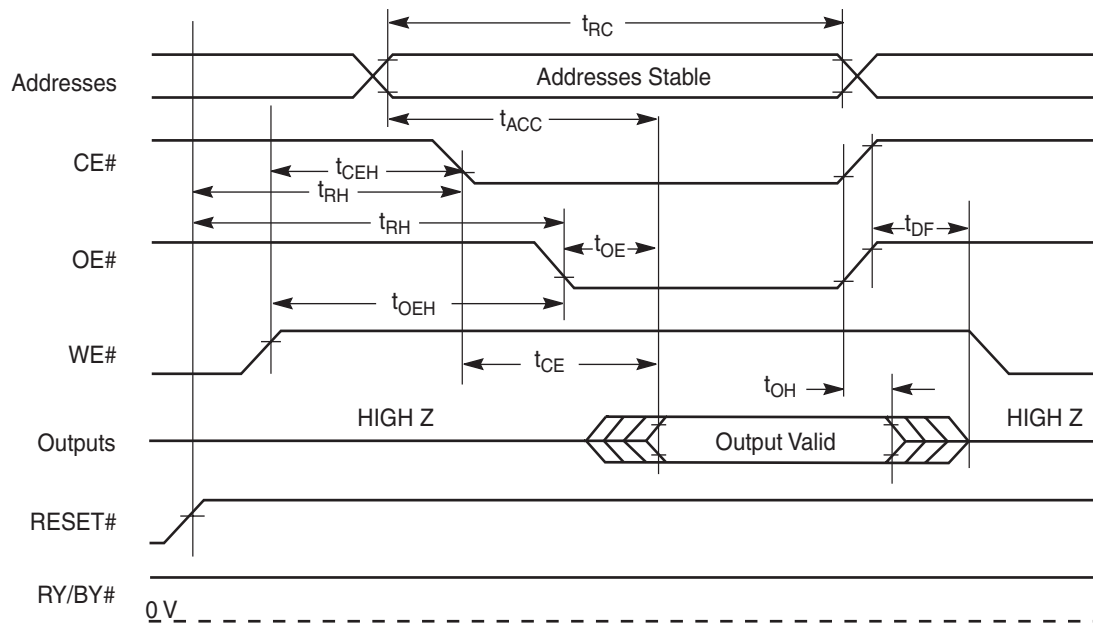 tRC
Addresses
Addresses Stable
tACC
CE#
tCEH
tRH
tRH
tDF
OE#
tOE
tOEH
WE#
tCE
tOH
HIGH Z
HIGH Z
Outputs
Output Valid
RESET#
RY/BY#
0 V